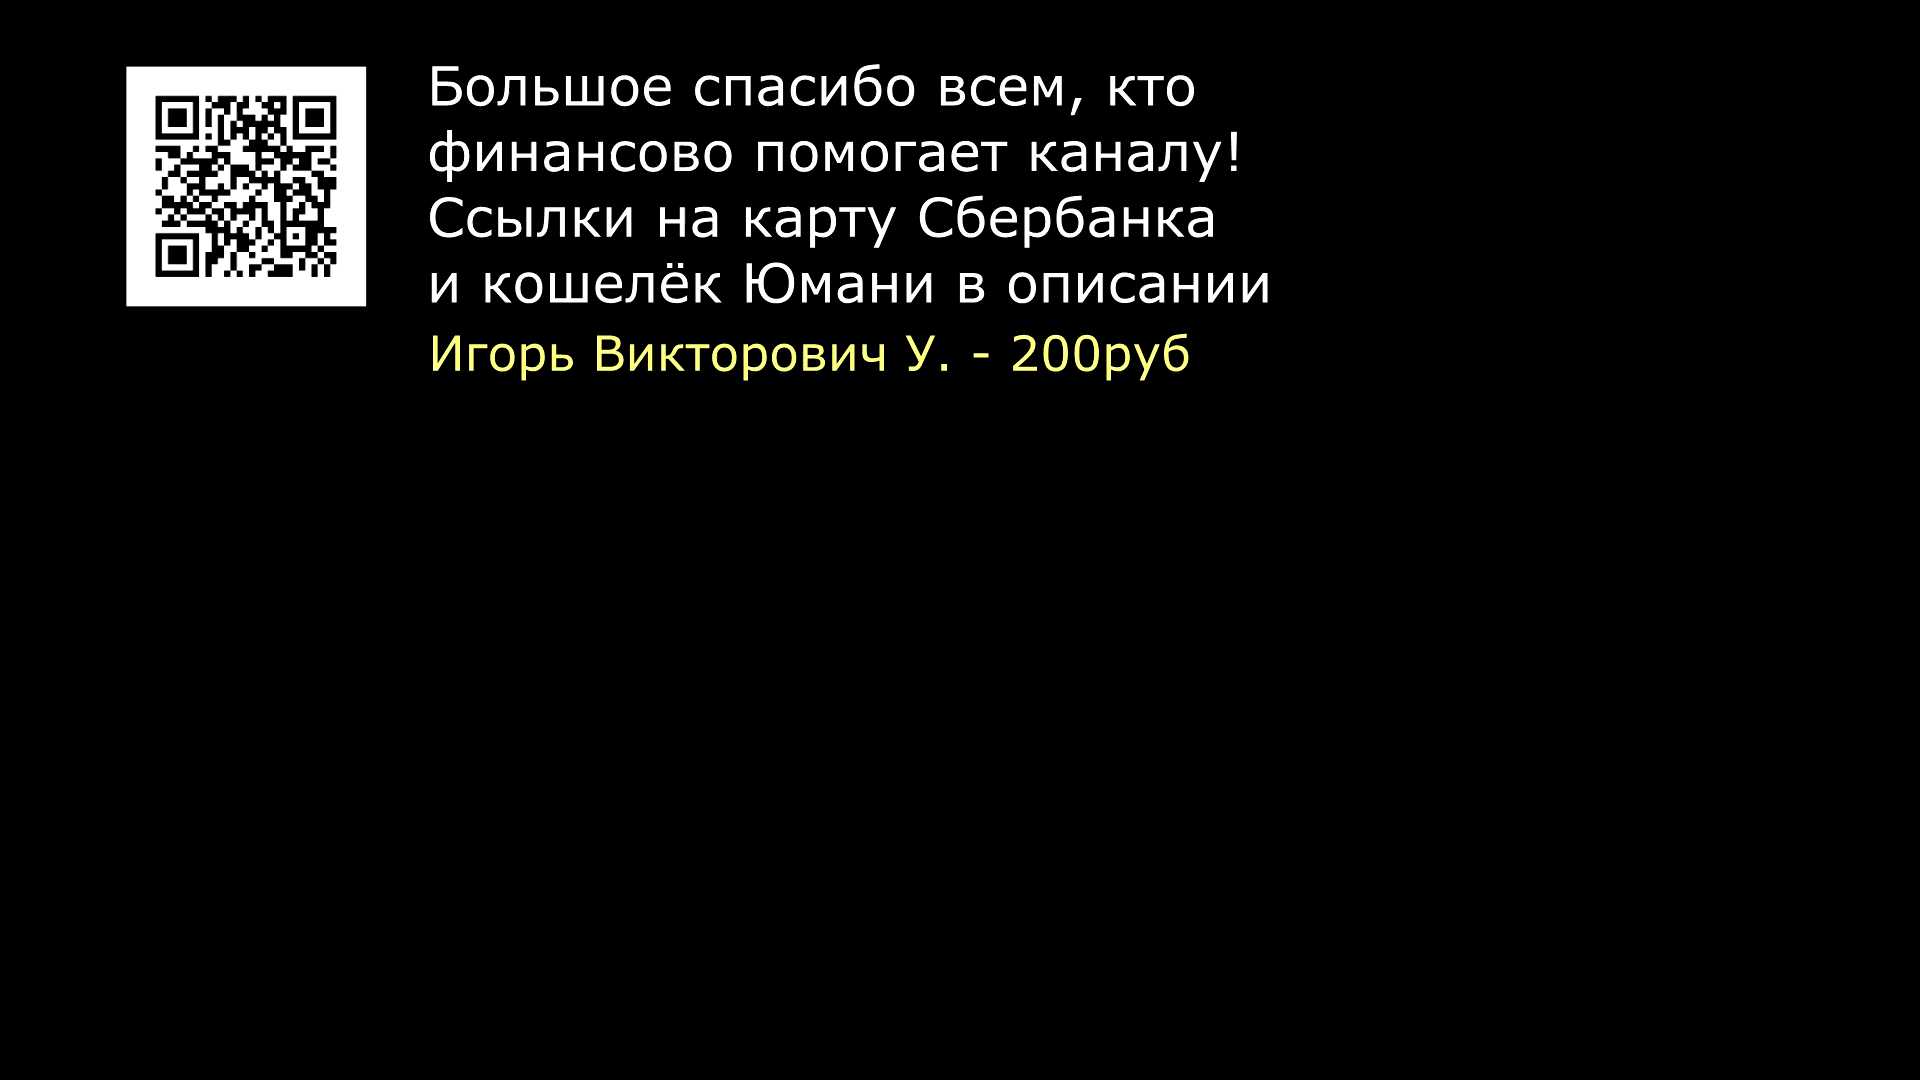 Большое спасибо всем, кто
финансово помогает каналу!
Ссылки на карту Сбербанка
и кошелёк Юмани в описании
Игорь Викторович У. - 200руб